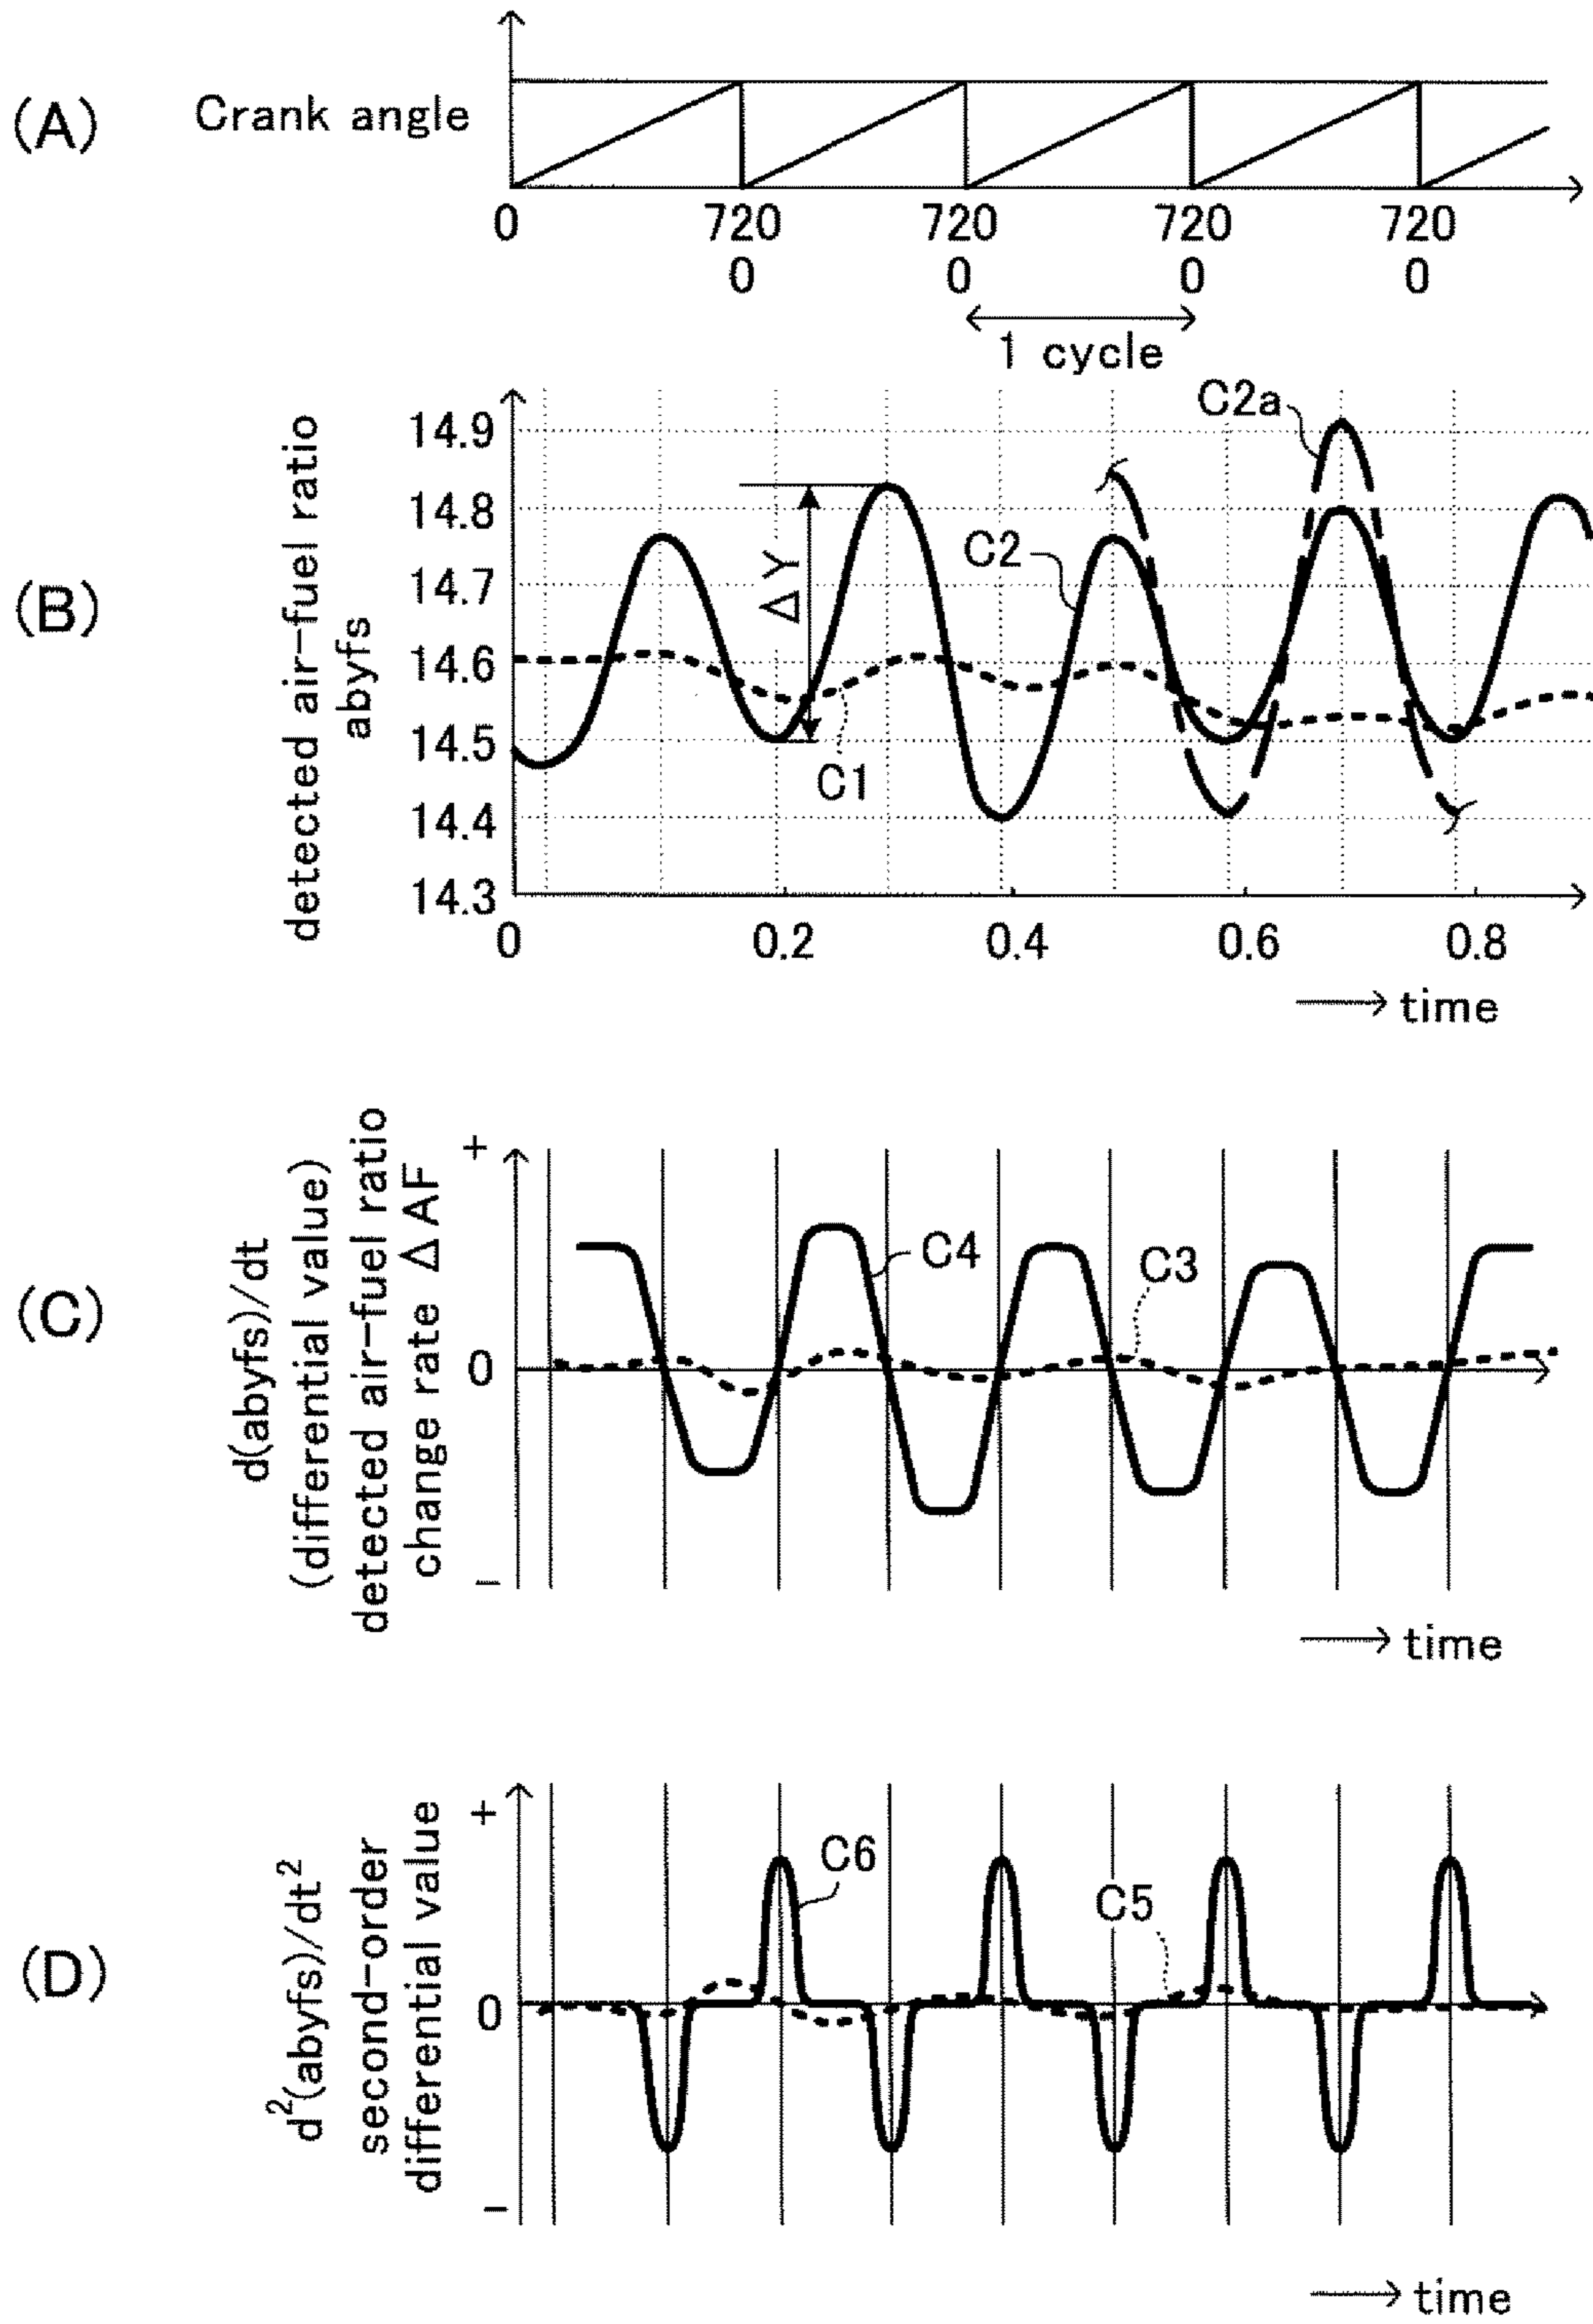 (A)
Crank angle
0
720
720
720
720
0
0
0
0
1 cycle
(B)
detected air-fuel ratio
abyfs
14.9
14.8
14.7
14.6
14.5
14.4
14.3
C2a
C2
ΔY
C1
0
0.2
0.4
0.6
0.8
time
(C)
d(abyfs)/dt
(differential value)
detected air-fuel ratio
change rate ΔAF
+
0
−
C4
C3
time
(D)
d²(abyfs)/dt²
second-order
differential value
+
0
−
C6
C5
time